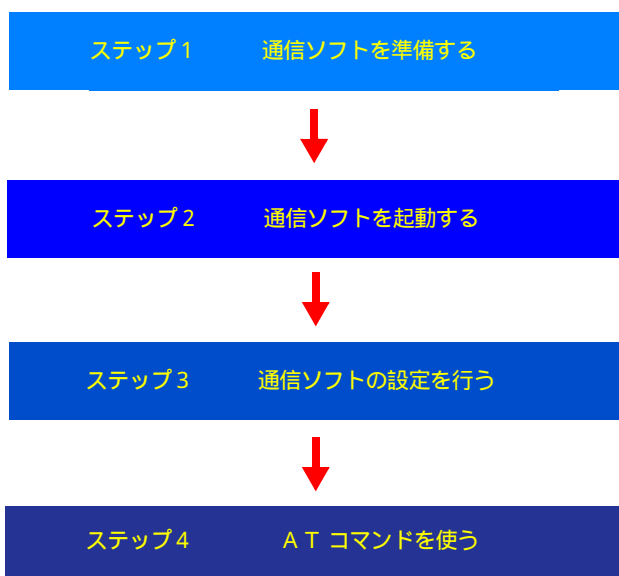 ステップ1 通信ソフトを準備する
ステップ2 通信ソフトを起動する
ステップ3 通信ソフトの設定を行う
ステップ4 ＡＴコマンドを使う